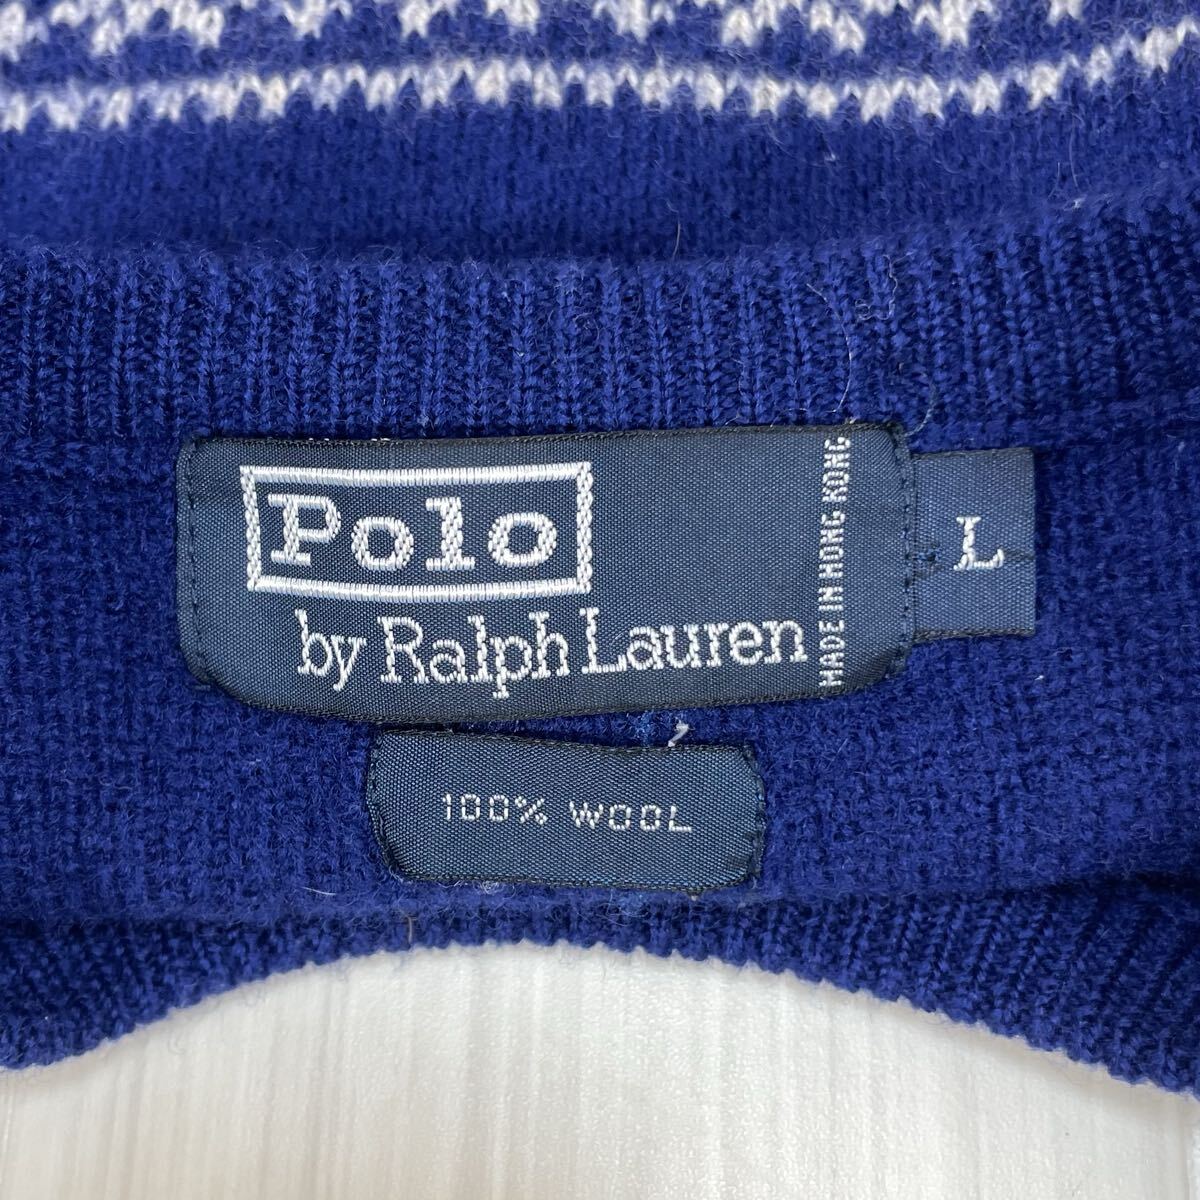 Polo
by Ralph Lauren
MADE IN HONG KONG
L
100% WOOL